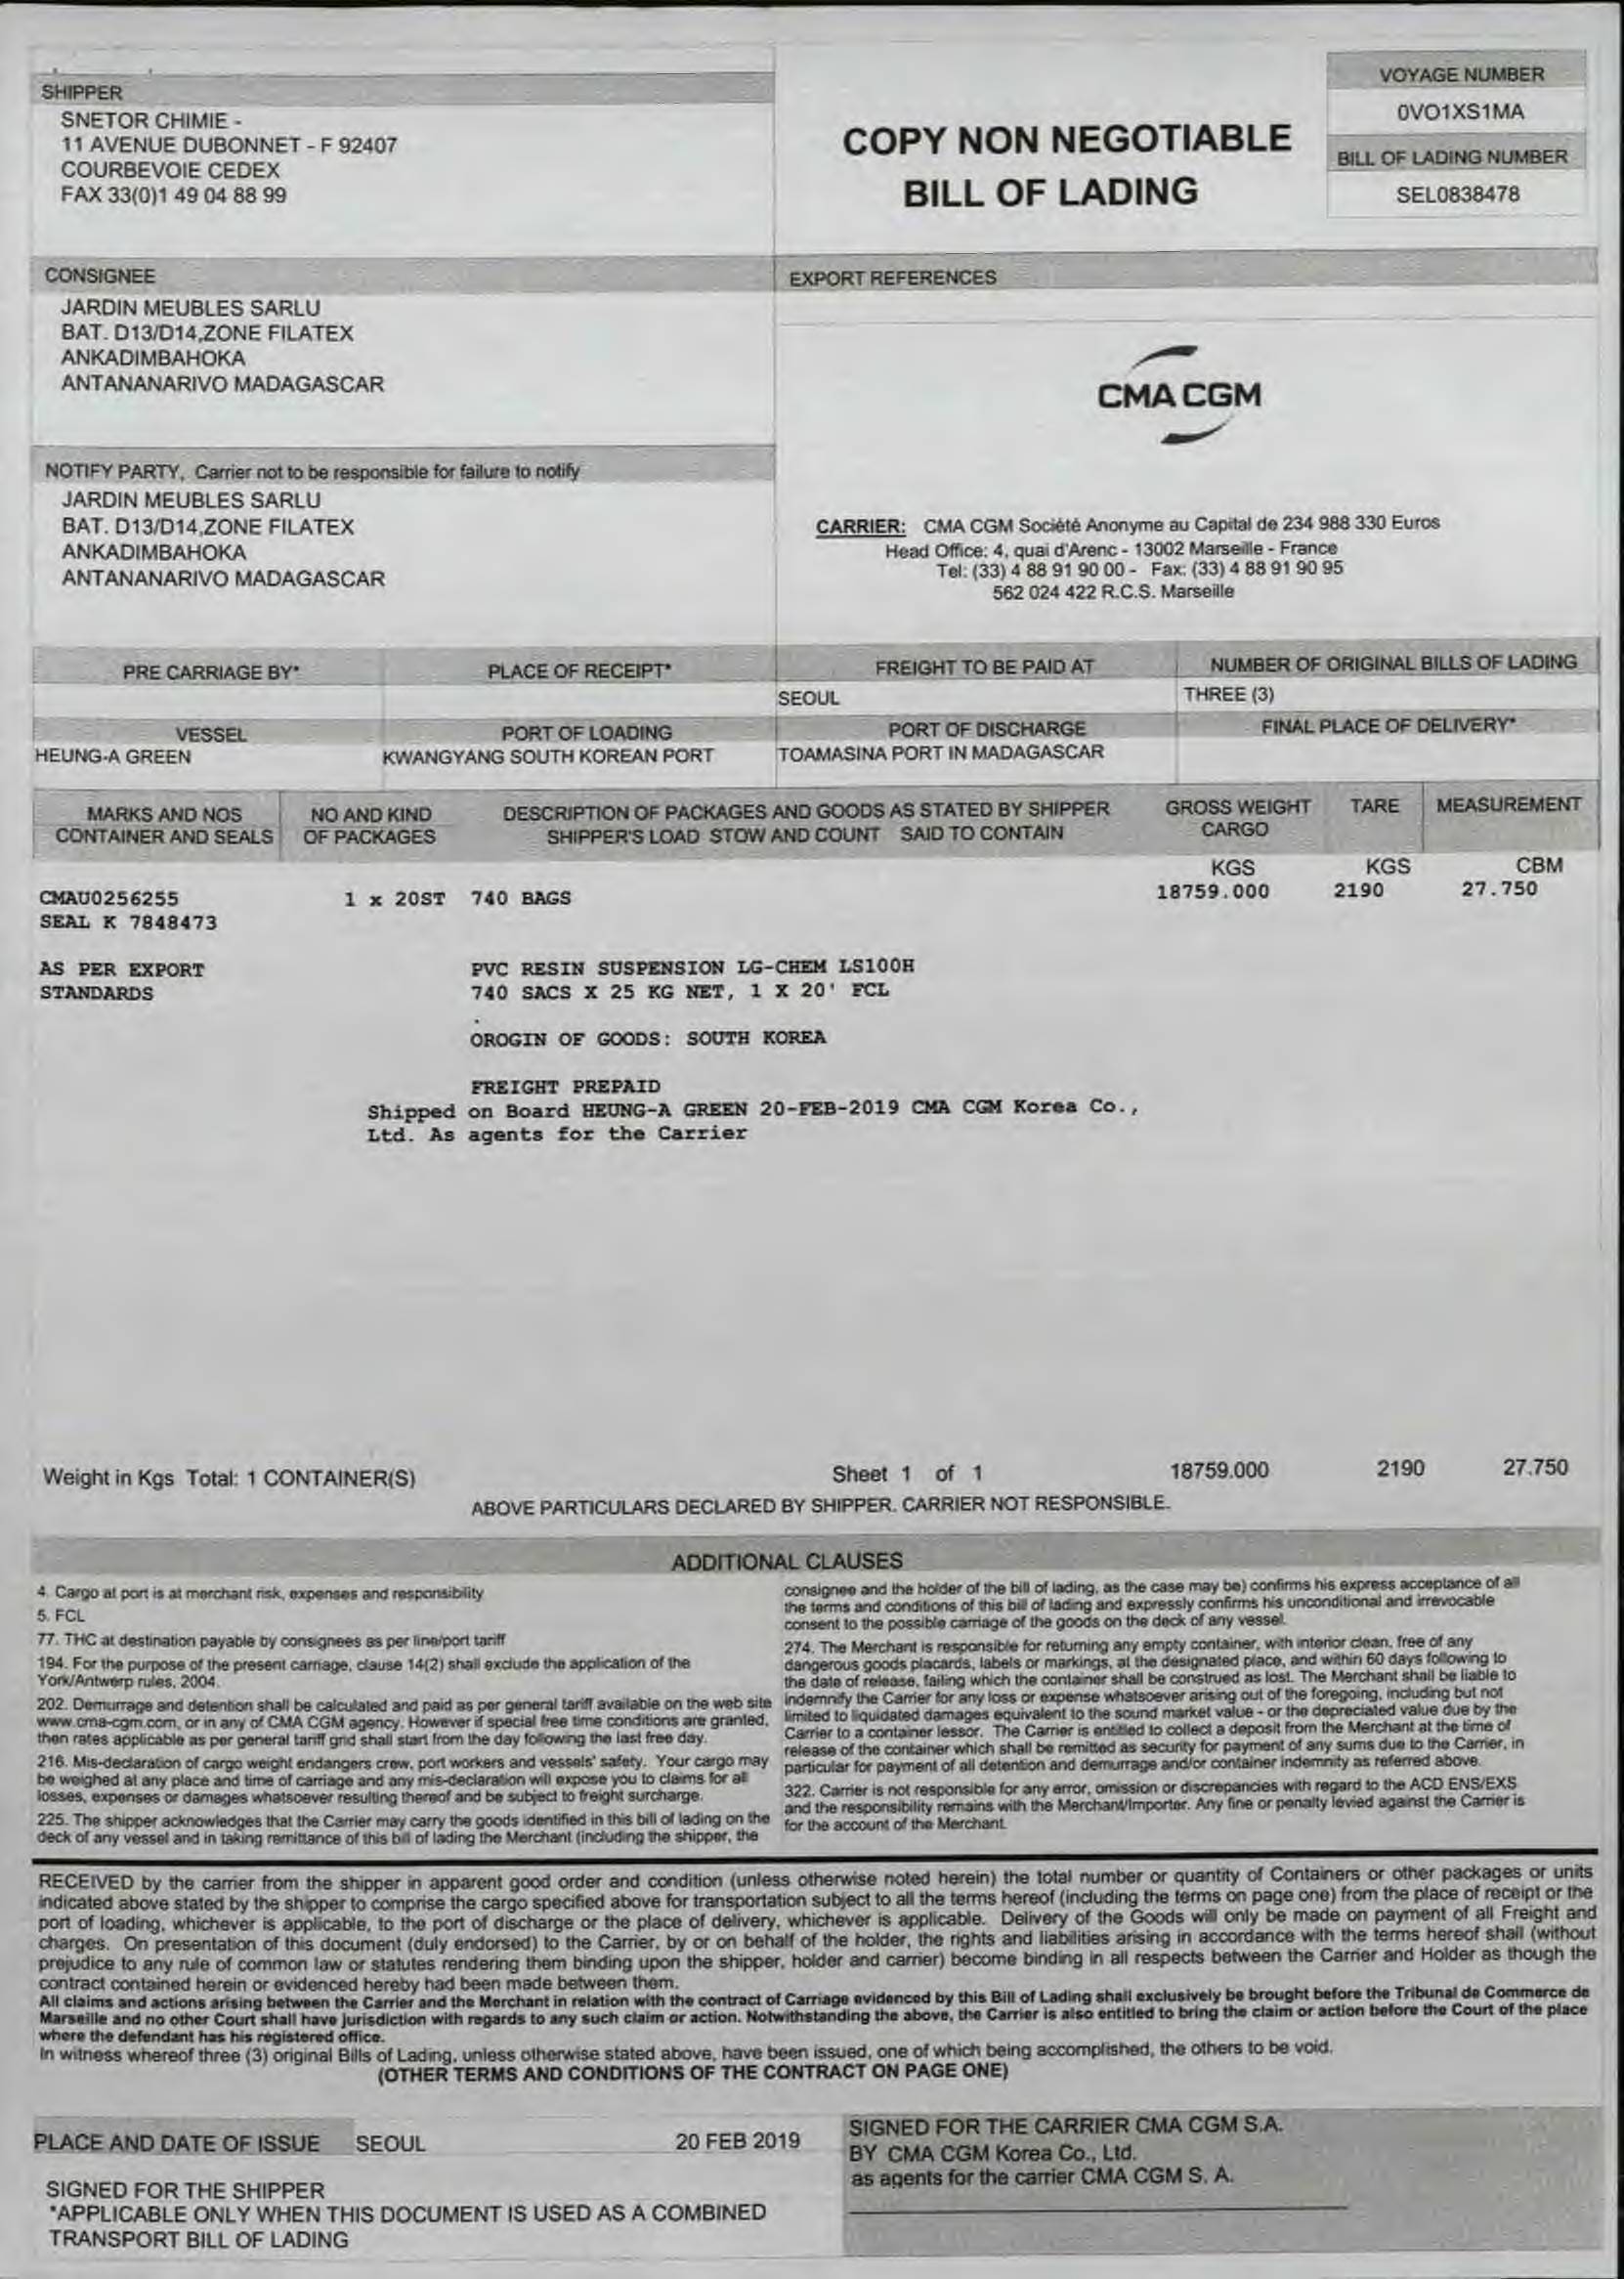 SHIPPER
SNETOR CHIMIE -
11 AVENUE DUBONNET - F 92407
COURBEVOIE CEDEX
FAX 33(0)1 49 04 88 99
COPY NON NEGOTIABLE
BILL OF LADING
VOYAGE NUMBER
0VO1XS1MA
BILL OF LADING NUMBER
SEL0838478
CONSIGNEE
JARDIN MEUBLES SARLU
BAT. D13/D14,ZONE FILATEX
ANKADIMBAHOKA
ANTANANARIVO MADAGASCAR
EXPORT REFERENCES
CMA CGM
NOTIFY PARTY, Carrier not to be responsible for failure to notify
JARDIN MEUBLES SARLU
BAT. D13/D14,ZONE FILATEX
ANKADIMBAHOKA
ANTANANARIVO MADAGASCAR
CARRIER: CMA CGM Société Anonyme au Capital de 234 988 330 Euros
Head Office: 4, quai d'Arenc - 13002 Marseille - France
Tel: (33) 4 88 91 90 00 - Fax: (33) 4 88 91 90 95
562 024 422 R.C.S. Marseille
PRE CARRIAGE BY* PLACE OF RECEIPT* FREIGHT TO BE PAID AT NUMBER OF ORIGINAL BILLS OF LADING
SEOUL THREE (3)
VESSEL PORT OF LOADING PORT OF DISCHARGE FINAL PLACE OF DELIVERY*
HEUNG-A GREEN KWANGYANG SOUTH KOREAN PORT TOAMASINA PORT IN MADAGASCAR
MARKS AND NOS NO AND KIND DESCRIPTION OF PACKAGES AND GOODS AS STATED BY SHIPPER GROSS WEIGHT TARE MEASUREMENT
CONTAINER AND SEALS OF PACKAGES SHIPPER'S LOAD STOW AND COUNT SAID TO CONTAIN CARGO
KGS KGS CBM
CMAU0256255 1 x 20ST 740 BAGS 18759.000 2190 27.750
SEAL K 7848473
AS PER EXPORT PVC RESIN SUSPENSION LG-CHEM LS100H
STANDARDS 740 SACS X 25 KG NET, 1 X 20' FCL
.
OROGIN OF GOODS: SOUTH KOREA
FREIGHT PREPAID
Shipped on Board HEUNG-A GREEN 20-FEB-2019 CMA CGM Korea Co.,
Ltd. As agents for the Carrier
Weight in Kgs Total: 1 CONTAINER(S) Sheet 1 of 1 18759.000 2190 27.750
ABOVE PARTICULARS DECLARED BY SHIPPER. CARRIER NOT RESPONSIBLE.
ADDITIONAL CLAUSES
4. Cargo at port is at merchant risk, expenses and responsibility
5. FCL
77. THC at destination payable by consignees as per line/port tariff
194. For the purpose of the present carriage, clause 14(2) shall exclude the application of the
York/Antwerp rules, 2004.
202. Demurrage and detention shall be calculated and paid as per general tariff available on the web site
www.cma-cgm.com, or in any of CMA CGM agency. However if special free time conditions are granted,
then rates applicable as per general tariff grid shall start from the day following the last free day.
216. Mis-declaration of cargo weight endangers crew, port workers and vessels' safety. Your cargo may
be weighed at any place and time of carriage and any mis-declaration will expose you to claims for all
losses, expenses or damages whatsoever resulting thereof and be subject to freight surcharge.
225. The shipper acknowledges that the Carrier may carry the goods identified in this bill of lading on the
deck of any vessel and in taking remittance of this bill of lading the Merchant (including the shipper, the
consignee and the holder of the bill of lading, as the case may be) confirms his express acceptance of all
the terms and conditions of this bill of lading and expressly confirms his unconditional and irrevocable
consent to the possible carriage of the goods on the deck of any vessel.
274. The Merchant is responsible for returning any empty container, with interior clean, free of any
dangerous goods placards, labels or markings, at the designated place, and within 60 days following to
the date of release, failing which the container shall be construed as lost. The Merchant shall be liable to
indemnify the Carrier for any loss or expense whatsoever arising out of the foregoing, including but not
limited to liquidated damages equivalent to the sound market value - or the depreciated value due by the
Carrier to a container lessor. The Carrier is entitled to collect a deposit from the Merchant at the time of
release of the container which shall be remitted as security for payment of any sums due to the Carrier, in
particular for payment of all detention and demurrage and/or container indemnity as referred above.
322. Carrier is not responsible for any error, omission or discrepancies with regard to the ACD ENS/EXS
and the responsibility remains with the Merchant/Importer. Any fine or penalty levied against the Carrier is
for the account of the Merchant.
RECEIVED by the carrier from the shipper in apparent good order and condition (unless otherwise noted herein) the total number or quantity of Containers or other packages or units
indicated above stated by the shipper to comprise the cargo specified above for transportation subject to all the terms hereof (including the terms on page one) from the place of receipt or the
port of loading, whichever is applicable, to the port of discharge or the place of delivery, whichever is applicable. Delivery of the Goods will only be made on payment of all Freight and
charges. On presentation of this document (duly endorsed) to the Carrier, by or on behalf of the holder, the rights and liabilities arising in accordance with the terms hereof shall (without
prejudice to any rule of common law or statutes rendering them binding upon the shipper, holder and carrier) become binding in all respects between the Carrier and Holder as though the
contract contained herein or evidenced hereby had been made between them.
All claims and actions arising between the Carrier and the Merchant in relation with the contract of Carriage evidenced by this Bill of Lading shall exclusively be brought before the Tribunal de Commerce de
Marseille and no other Court shall have jurisdiction with regards to any such claim or action. Notwithstanding the above, the Carrier is also entitled to bring the claim or action before the Court of the place
where the defendant has his registered office.
In witness whereof three (3) original Bills of Lading, unless otherwise stated above, have been issued, one of which being accomplished, the others to be void.
(OTHER TERMS AND CONDITIONS OF THE CONTRACT ON PAGE ONE)
PLACE AND DATE OF ISSUE SEOUL 20 FEB 2019
SIGNED FOR THE SHIPPER
*APPLICABLE ONLY WHEN THIS DOCUMENT IS USED AS A COMBINED
TRANSPORT BILL OF LADING
SIGNED FOR THE CARRIER CMA CGM S.A.
BY CMA CGM Korea Co., Ltd.
as agents for the carrier CMA CGM S. A.